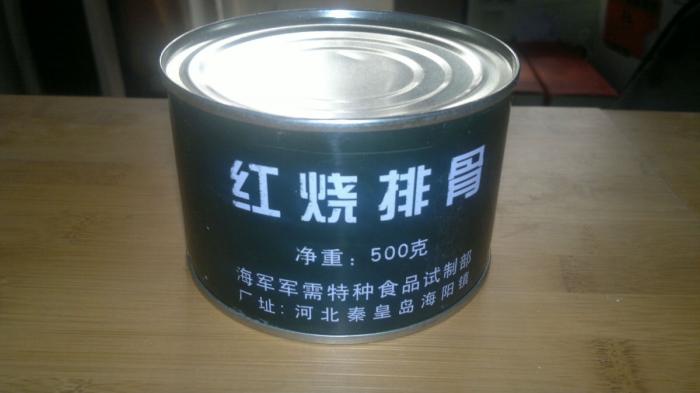 红烧排骨
净重：500克
海军军需特种食品试制部
厂址：河北秦皇岛海阳镇